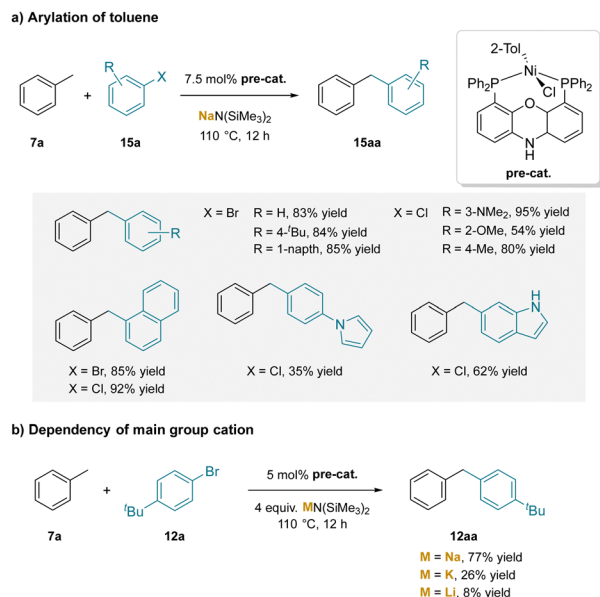 a) Arylation of toluene
R
X
+
7.5 mol% pre-cat.
NaN(SiMe₃)₂
110 °C, 12 h
R
7a
15a
15aa
2-Tol
Ni
Ph₂P
PPh₂
Cl
O
N
H
pre-cat.
R
X = Br
R = H, 83% yield
R = 4-ᵗBu, 84% yield
R = 1-napth, 85% yield
X = Cl
R = 3-NMe₂, 95% yield
R = 2-OMe, 54% yield
R = 4-Me, 80% yield
X = Br, 85% yield
X = Cl, 92% yield
N
X = Cl, 35% yield
H
N
X = Cl, 62% yield
b) Dependency of main group cation
+
Br
ᵗBu
5 mol% pre-cat.
4 equiv. MN(SiMe₃)₂
110 °C, 12 h
ᵗBu
7a
12a
12aa
M = Na, 77% yield
M = K, 26% yield
M = Li, 8% yield